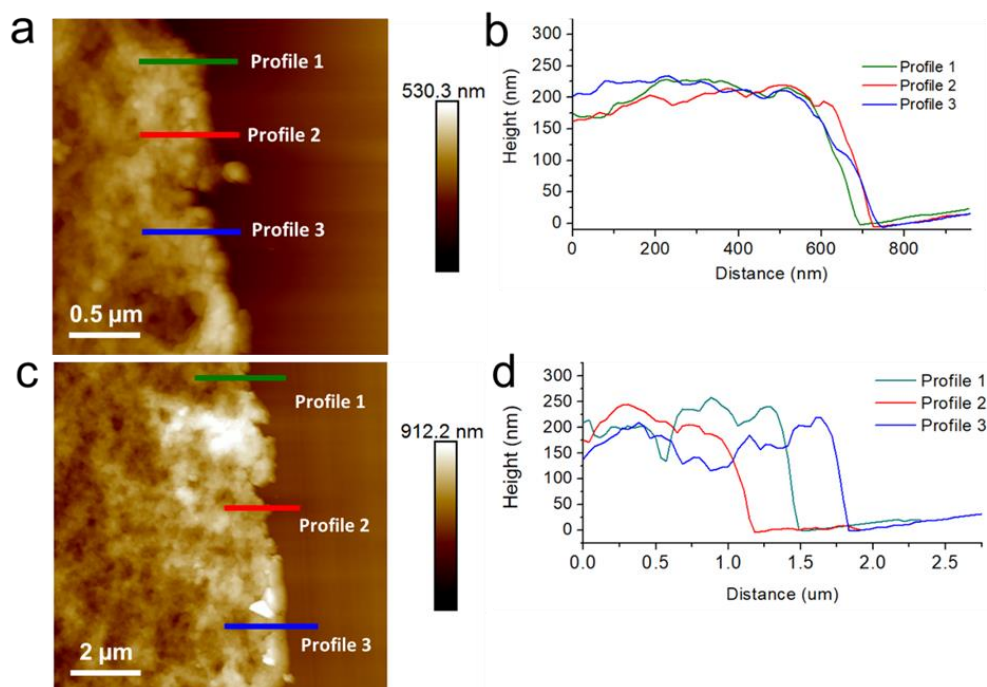 a
Profile 1
Profile 2
Profile 3
0.5 µm
530.3 nm
b
Height (nm)
300
250
200
150
100
50
0
0 200 400 600 800
Distance (nm)
Profile 1
Profile 2
Profile 3
c
Profile 1
Profile 2
Profile 3
2 µm
912.2 nm
d
Height (nm)
300
250
200
150
100
50
0
0.0 0.5 1.0 1.5 2.0 2.5
Distance (um)
Profile 1
Profile 2
Profile 3